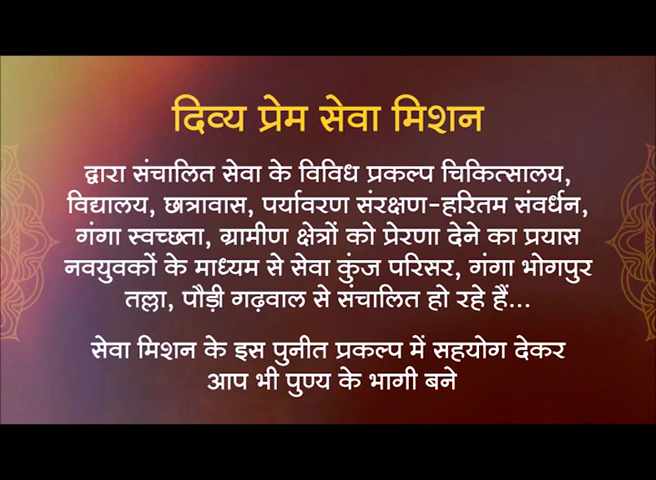 दिव्य प्रेम सेवा मिशन
द्वारा संचालित सेवा के विविध प्रकल्प चिकित्सालय,
विद्यालय, छात्रावास, पर्यावरण संरक्षण-हरितम संवर्धन,
गंगा स्वच्छता, ग्रामीण क्षेत्रों को प्रेरणा देने का प्रयास
नवयुवकों के माध्यम से सेवा कुंज परिसर, गंगा भोगपुर
तल्ला, पौड़ी गढ़वाल से संचालित हो रहे हैं...
सेवा मिशन के इस पुनीत प्रकल्प में सहयोग देकर
आप भी पुण्य के भागी बने